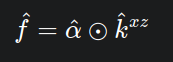 f̂ = α̂ ⊙ k̂ˣᶻ